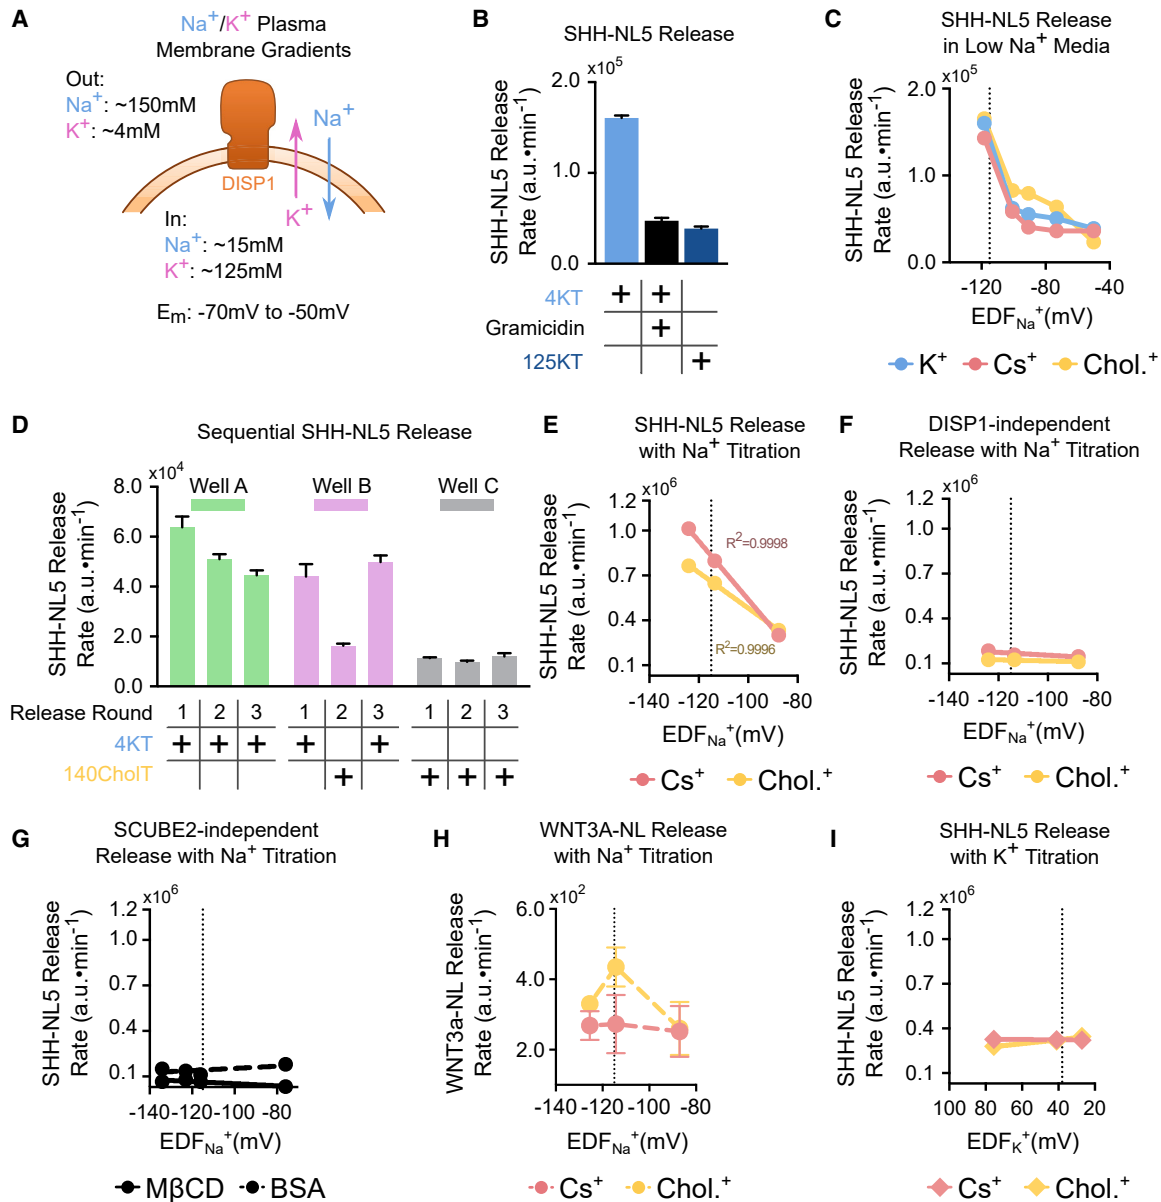 A
Na+/K+ Plasma
Membrane Gradients
Out:
Na+: ~150mM
K+: ~4mM
Na+
DISP1
K+
In:
Na+: ~15mM
K+: ~125mM
Em: -70mV to -50mV
B
SHH-NL5 Release
x10^5
SHH-NL5 Release
Rate (a.u.•min-1)
2.0
1.0
0.0
4KT + +
Gramicidin +
125KT +
C
SHH-NL5 Release
in Low Na+ Media
x10^5
SHH-NL5 Release
Rate (a.u.•min-1)
2.0
1.0
0.0
-120 -80 -40
EDFNa+(mV)
K+ Cs+ Chol.+
D
Sequential SHH-NL5 Release
x10^4
SHH-NL5 Release
Rate (a.u.•min-1)
8.0
6.0
4.0
2.0
0.0
Well A Well B Well C
Release Round 1 2 3 1 2 3 1 2 3
4KT + + + + +
140CholT + + + +
E
SHH-NL5 Release
with Na+ Titration
x10^6
SHH-NL5 Release
Rate (a.u.•min-1)
1.2
1.0
0.7
0.4
0.1
R2=0.9998
R2=0.9996
-140 -120 -100 -80
EDFNa+(mV)
Cs+ Chol.+
F
DISP1-independent
Release with Na+ Titration
x10^6
SHH-NL5 Release
Rate (a.u.•min-1)
1.2
1.0
0.7
0.4
0.1
-140 -120 -100 -80
EDFNa+(mV)
Cs+ Chol.+
G
SCUBE2-independent
Release with Na+ Titration
x10^6
SHH-NL5 Release
Rate (a.u.•min-1)
1.2
1.0
0.7
0.4
0.1
-140 -120 -100 -80
EDFNa+(mV)
MβCD BSA
H
WNT3A-NL Release
with Na+ Titration
x10^2
WNT3a-NL Release
Rate (a.u.•min-1)
6.0
4.0
2.0
-140 -120 -100 -80
EDFNa+(mV)
Cs+ Chol.+
I
SHH-NL5 Release
with K+ Titration
x10^6
SHH-NL5 Release
Rate (a.u.•min-1)
1.2
1.0
0.7
0.4
0.1
100 80 60 40 20
EDFK+(mV)
Cs+ Chol.+